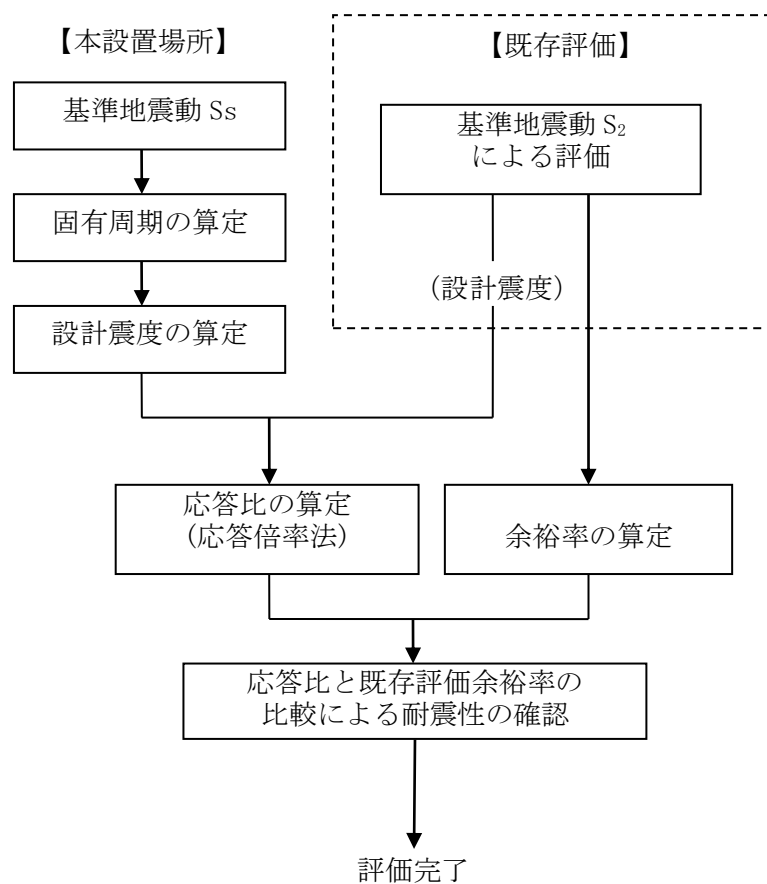 【本設置場所】
基準地震動 Ss
固有周期の算定
設計震度の算定
【既存評価】
基準地震動 S₂
による評価
(設計震度)
応答比の算定
(応答倍率法)
余裕率の算定
応答比と既存評価余裕率の
比較による耐震性の確認
評価完了